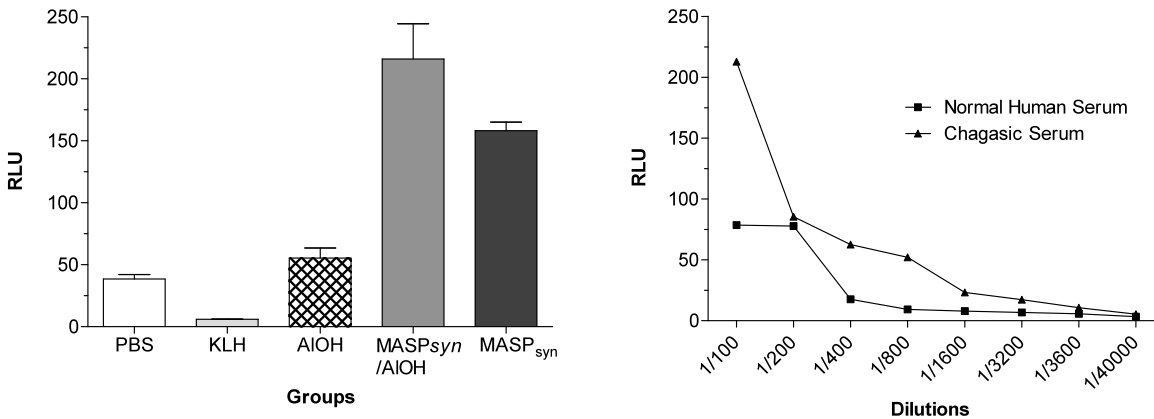 250
200
150
100
50
0
RLU
PBS
KLH
AlOH
MASPsyn
/AlOH
MASPsyn
Groups
250
200
150
100
50
0
RLU
Normal Human Serum
Chagasic Serum
1/100
1/200
1/400
1/800
1/1600
1/3200
1/3600
1/40000
Dilutions